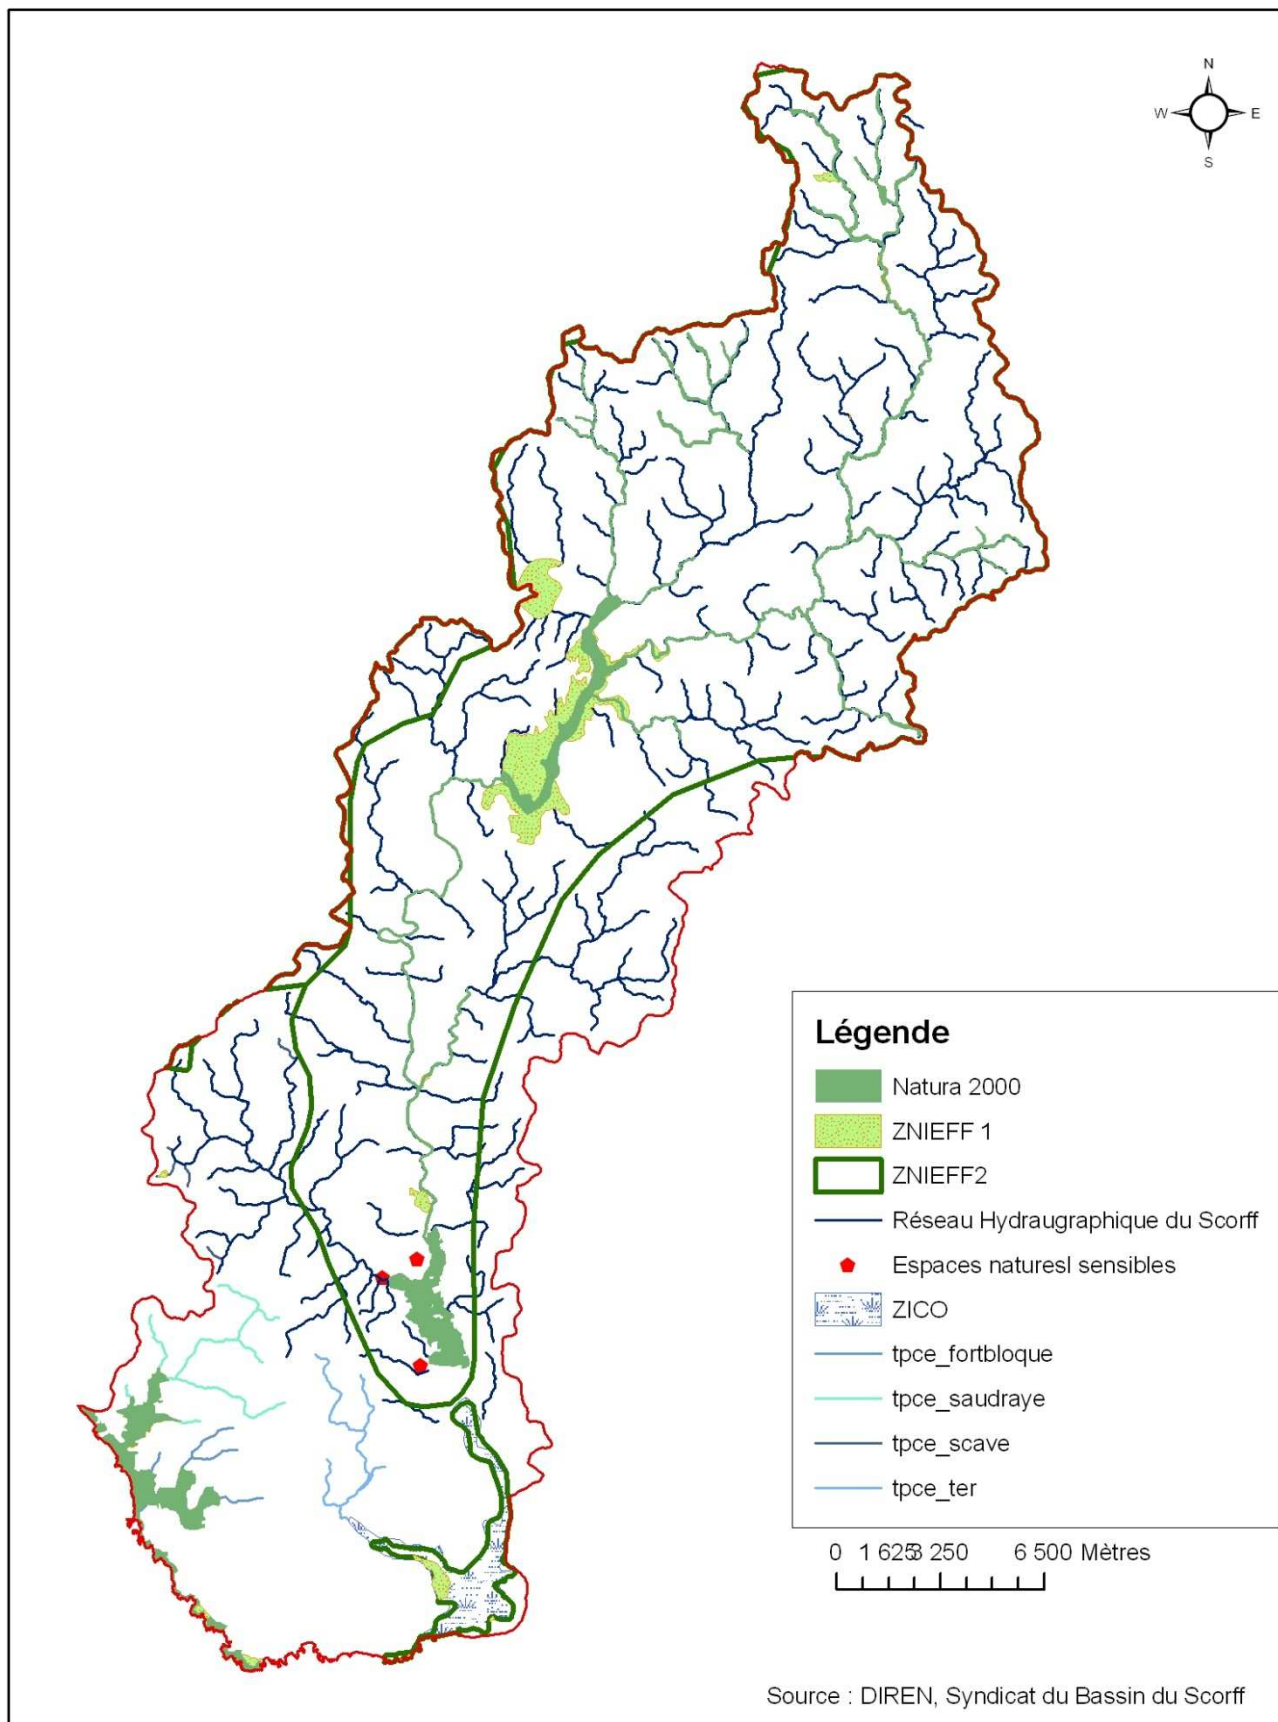 N
W E
S
Légende
Natura 2000
ZNIEFF 1
ZNIEFF2
Réseau Hydraugraphique du Scorff
Espaces naturesl sensibles
ZICO
tpce_fortbloque
tpce_saudraye
tpce_scave
tpce_ter
0 1 625 3 250 6 500 Mètres
Source : DIREN, Syndicat du Bassin du Scorff